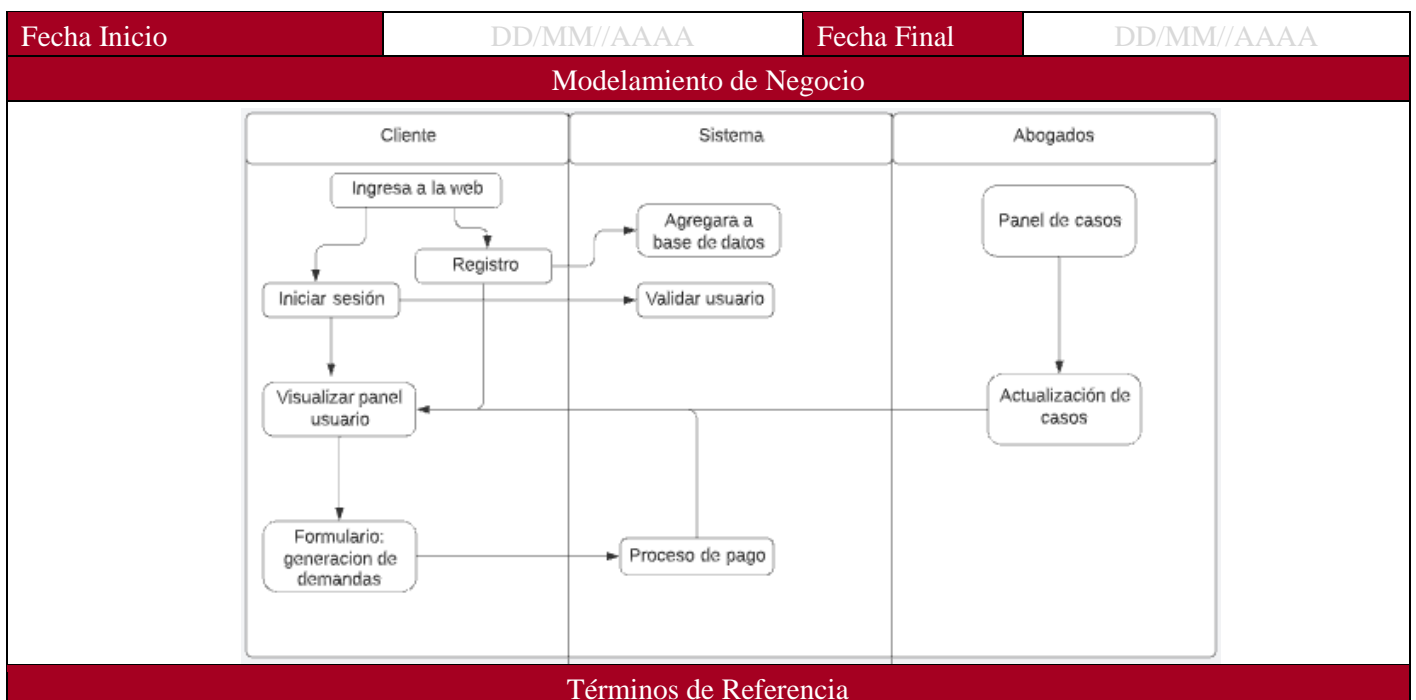 Fecha Inicio DD/MM//AAAA Fecha Final DD/MM//AAAA
Modelamiento de Negocio
Cliente Sistema Abogados
Ingresa a la web
Agregara a
base de datos
Panel de casos
Registro
Iniciar sesión
Validar usuario
Visualizar panel
usuario
Actualización de
casos
Formulario:
generacion de
demandas
Proceso de pago
Términos de Referencia